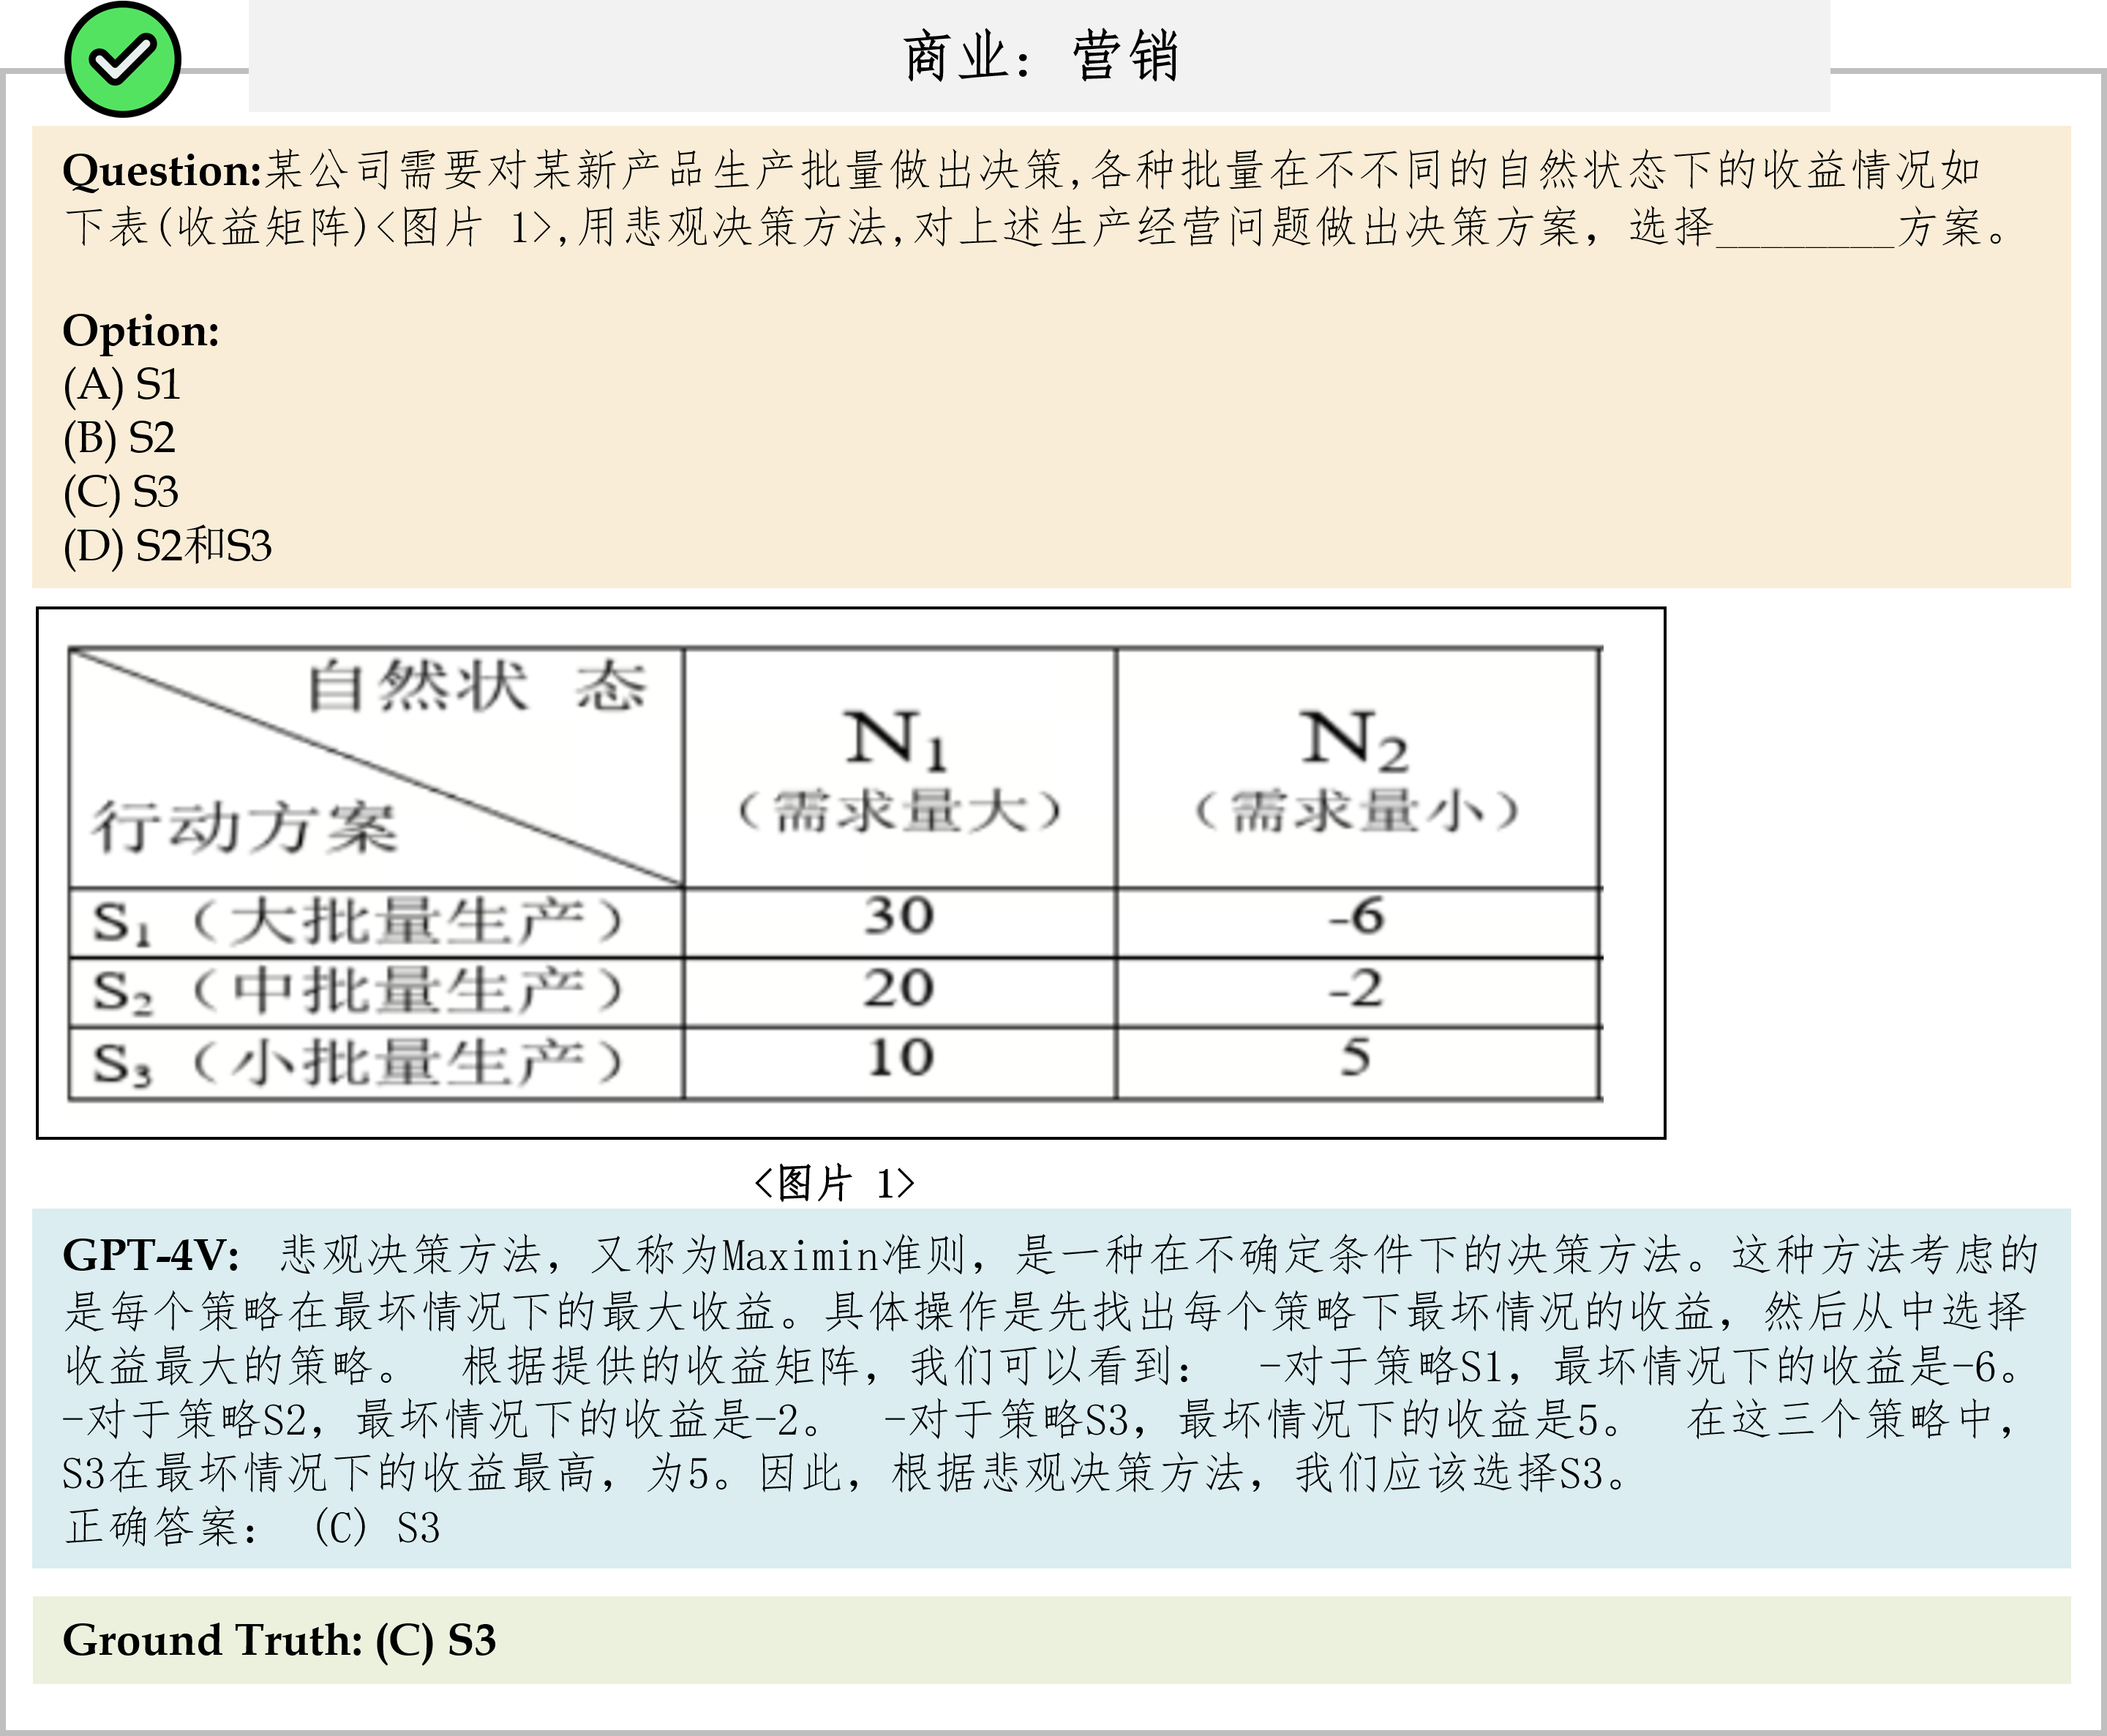 商业：营销
Question:某公司需要对某新产品生产批量做出决策,各种批量在不不同的自然状态下的收益情况如
下表(收益矩阵)<图片 1>,用悲观决策方法,对上述生产经营问题做出决策方案，选择________方案。
Option:
(A) S1
(B) S2
(C) S3
(D) S2和S3
自然状 态
行动方案
N1
（需求量大）
N2
（需求量小）
S1（大批量生产） 30 -6
S2（中批量生产） 20 -2
S3（小批量生产） 10 5
<图片 1>
GPT-4V: 悲观决策方法，又称为Maximin准则，是一种在不确定条件下的决策方法。这种方法考虑的
是每个策略在最坏情况下的最大收益。具体操作是先找出每个策略下最坏情况的收益，然后从中选择
收益最大的策略。 根据提供的收益矩阵，我们可以看到： -对于策略S1，最坏情况下的收益是-6。
-对于策略S2，最坏情况下的收益是-2。 -对于策略S3，最坏情况下的收益是5。 在这三个策略中，
S3在最坏情况下的收益最高，为5。因此，根据悲观决策方法，我们应该选择S3。
正确答案： (C) S3
Ground Truth: (C) S3